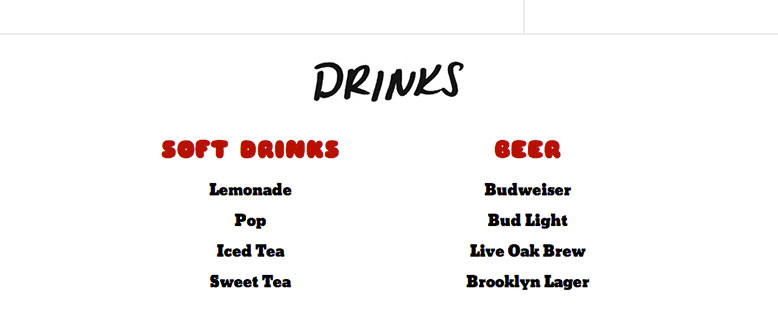 DRINKS
SOFT DRINKS
Lemonade
Pop
Iced Tea
Sweet Tea
BEER
Budweiser
Bud Light
Live Oak Brew
Brooklyn Lager